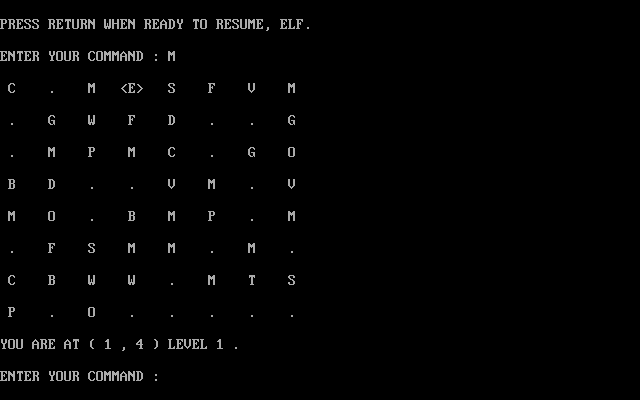 PRESS RETURN WHEN READY TO RESUME, ELF.
ENTER YOUR COMMAND : M
C . M <E> S F V M
. G W F D . . G
. M P M C . G O
B D . . V M . V
M O . B M P . M
. F S M M . M .
C B W W . M T S
P . O . . . . .
YOU ARE AT ( 1 , 4 ) LEVEL 1 .
ENTER YOUR COMMAND :